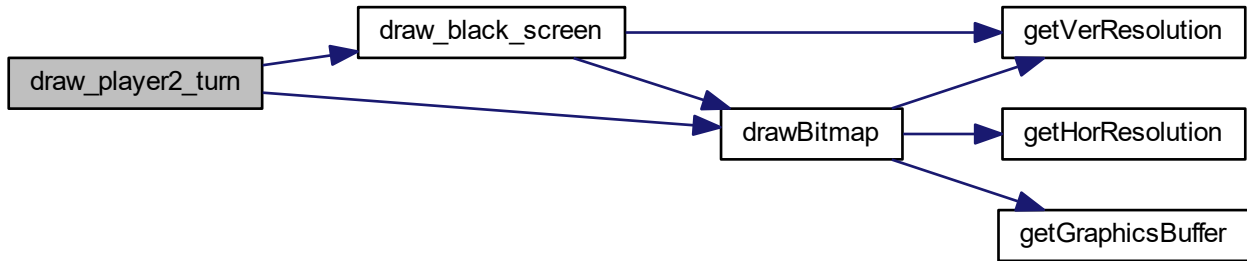 draw_player2_turn
draw_black_screen
drawBitmap
getVerResolution
getHorResolution
getGraphicsBuffer